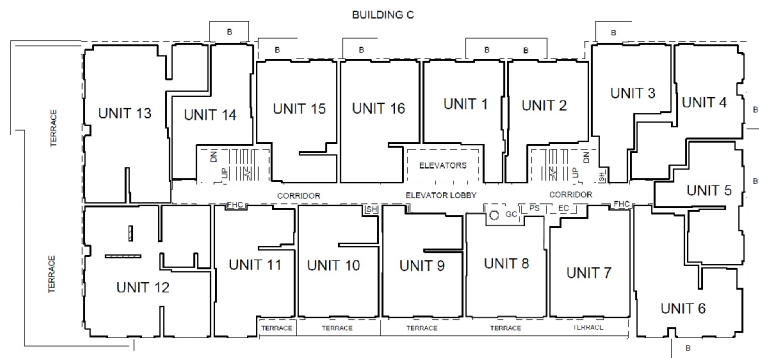 BUILDING C
B
B
B
B
B
B
UNIT 13
UNIT 14
UNIT 15
UNIT 16
UNIT 1
UNIT 2
UNIT 3
UNIT 4
B
TERRACE
DN
UP
ELEVATORS
DN
UP
SH
UNIT 5
B
CORRIDOR
ELEVATOR LOBBY
CORRIDOR
FHC
SH
GC
PS
EC
FHC
TERRACE
UNIT 12
UNIT 11
UNIT 10
UNIT 9
UNIT 8
UNIT 7
UNIT 6
TERRACE
TERRACE
TERRACE
TERRACE
TERRACE
B